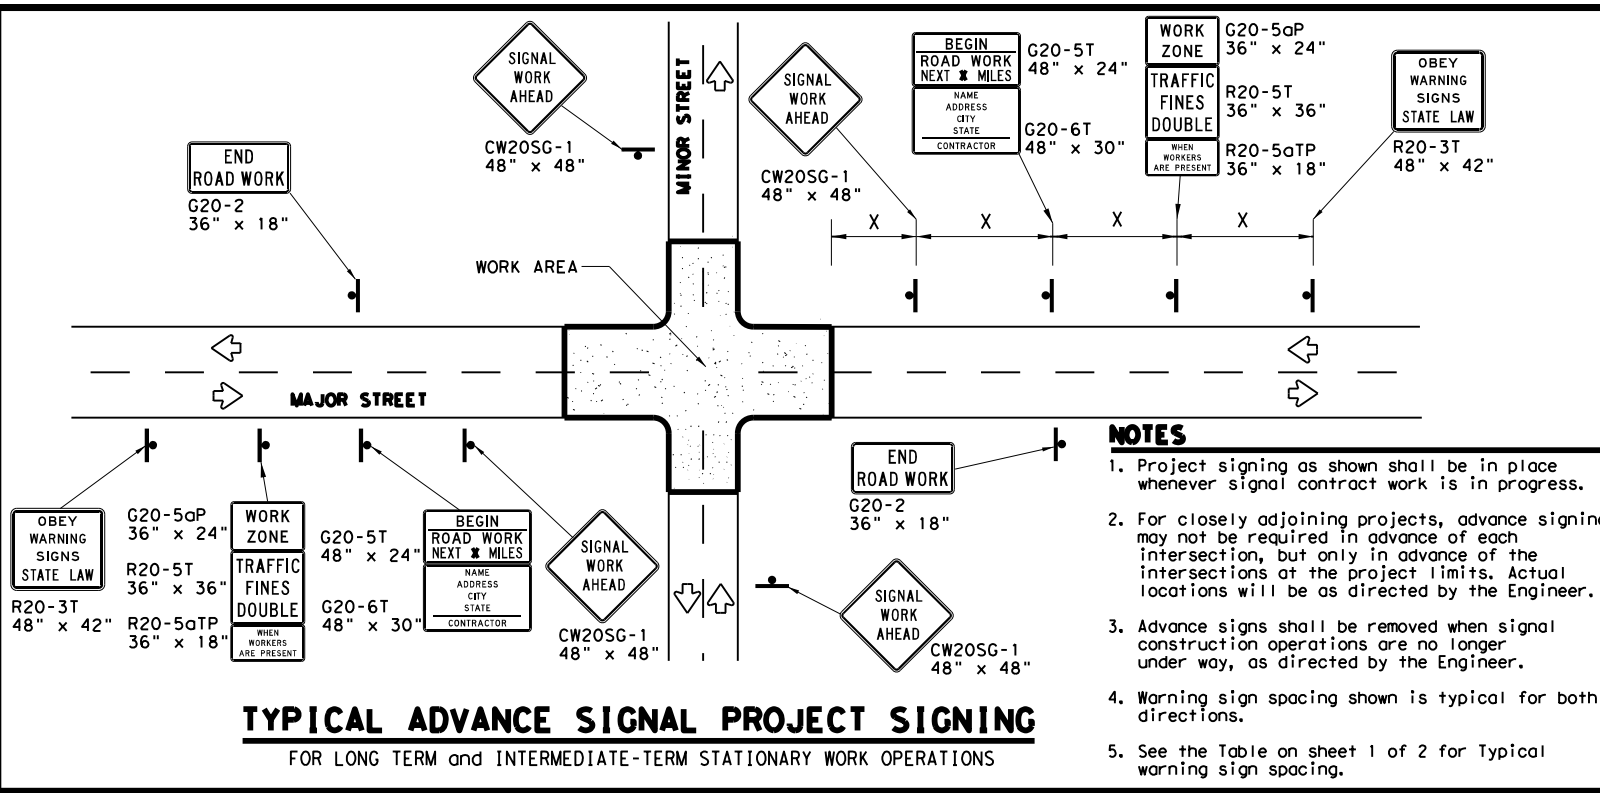 SIGNAL
WORK
AHEAD
CW20SG-1
48" x 48"
END
ROAD WORK
G20-2
36" x 18"
MINOR STREET
SIGNAL
WORK
AHEAD
CW20SG-1
48" x 48"
BEGIN
ROAD WORK
NEXT X MILES
NAME
ADDRESS
CITY
STATE
CONTRACTOR
G20-5T
48" x 24"
G20-6T
48" x 30"
WORK
ZONE
TRAFFIC
FINES
DOUBLE
WHEN
WORKERS
ARE PRESENT
G20-5aP
36" x 24"
R20-5T
36" x 36"
R20-5aTP
36" x 18"
OBEY
WARNING
SIGNS
STATE LAW
R20-3T
48" x 42"
X
X
X
X
WORK AREA
MAJOR STREET
OBEY
WARNING
SIGNS
STATE LAW
R20-3T
48" x 42"
G20-5aP
36" x 24"
R20-5T
36" x 36"
R20-5aTP
36" x 18"
WORK
ZONE
TRAFFIC
FINES
DOUBLE
WHEN
WORKERS
ARE PRESENT
G20-5T
48" x 24"
G20-6T
48" x 30"
BEGIN
ROAD WORK
NEXT X MILES
NAME
ADDRESS
CITY
STATE
CONTRACTOR
SIGNAL
WORK
AHEAD
CW20SG-1
48" x 48"
END
ROAD WORK
G20-2
36" x 18"
SIGNAL
WORK
AHEAD
CW20SG-1
48" x 48"
TYPICAL ADVANCE SIGNAL PROJECT SIGNING
FOR LONG TERM and INTERMEDIATE-TERM STATIONARY WORK OPERATIONS
NOTES
1. Project signing as shown shall be in place
whenever signal contract work is in progress.
2. For closely adjoining projects, advance signing
may not be required in advance of each
intersection, but only in advance of the
intersections at the project limits. Actual
locations will be as directed by the Engineer.
3. Advance signs shall be removed when signal
construction operations are no longer
under way, as directed by the Engineer.
4. Warning sign spacing shown is typical for both
directions.
5. See the Table on sheet 1 of 2 for Typical
warning sign spacing.